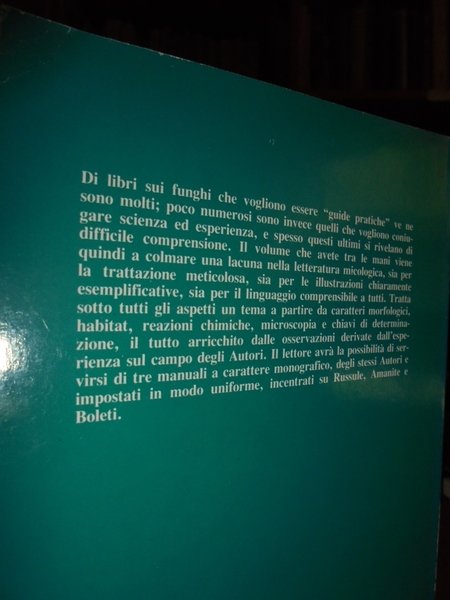 Di libri sui funghi che vogliono essere "guide pratiche" ve ne
sono molti; poco numerosi sono invece quelli che vogliono coniu-
gare scienza ed esperienza, e spesso questi ultimi si rivelano di
difficile comprensione. Il volume che avete tra le mani viene
quindi a colmare una lacuna nella letteratura micologica, sia per
la trattazione meticolosa, sia per le illustrazioni chiaramente
esemplificative, sia per il linguaggio comprensibile a tutti. Tratta
sotto tutti gli aspetti un tema a partire da caratteri morfologici,
habitat, reazioni chimiche, microscopia e chiavi di determina-
zione, il tutto arricchito dalle osservazioni derivate dall'espe-
rienza sul campo degli Autori. Il lettore avrà la possibilità di ser-
virsi di tre manuali a carattere monografico, degli stessi Autori e
impostati in modo uniforme, incentrati su Russule, Amanite e
Boleti.